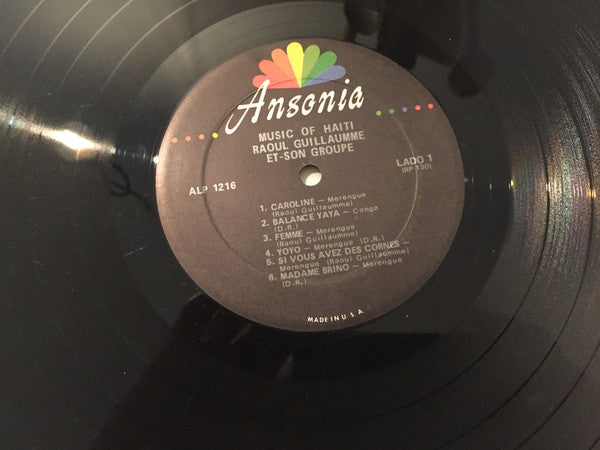 Ansonia
MUSIC OF HAITI
RAOUL GUILLAUMME
ET-SON GROUPE
ALP 1216
LADO 1
(RP 130)
1. CAROLINE — Merengue
(Raoul Guillaumme)
2. BALANCE YAYA — Congo
(D.R.)
3. FEMME — Merengue
(Raoul Guillaumme)
4. YOYO — Merengue (D.R.)
5. SI VOUS AVEZ DES CORNES —
Merengue (Raoul Guillaumme)
6. MADAME BRINO — Merengue
(D.R.)
MADE IN U.S.A.